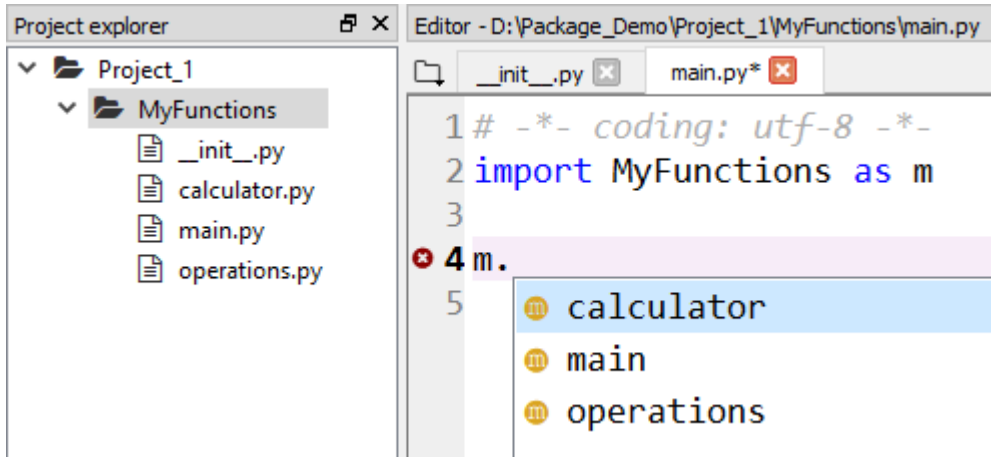 Project explorer
Project_1
MyFunctions
__init__.py
calculator.py
main.py
operations.py
Editor - D:\Package_Demo\Project_1\MyFunctions\main.py
__init__.py
main.py*
1 # -*- coding: utf-8 -*-
2 import MyFunctions as m
3
4 m.
5
m calculator
m main
m operations